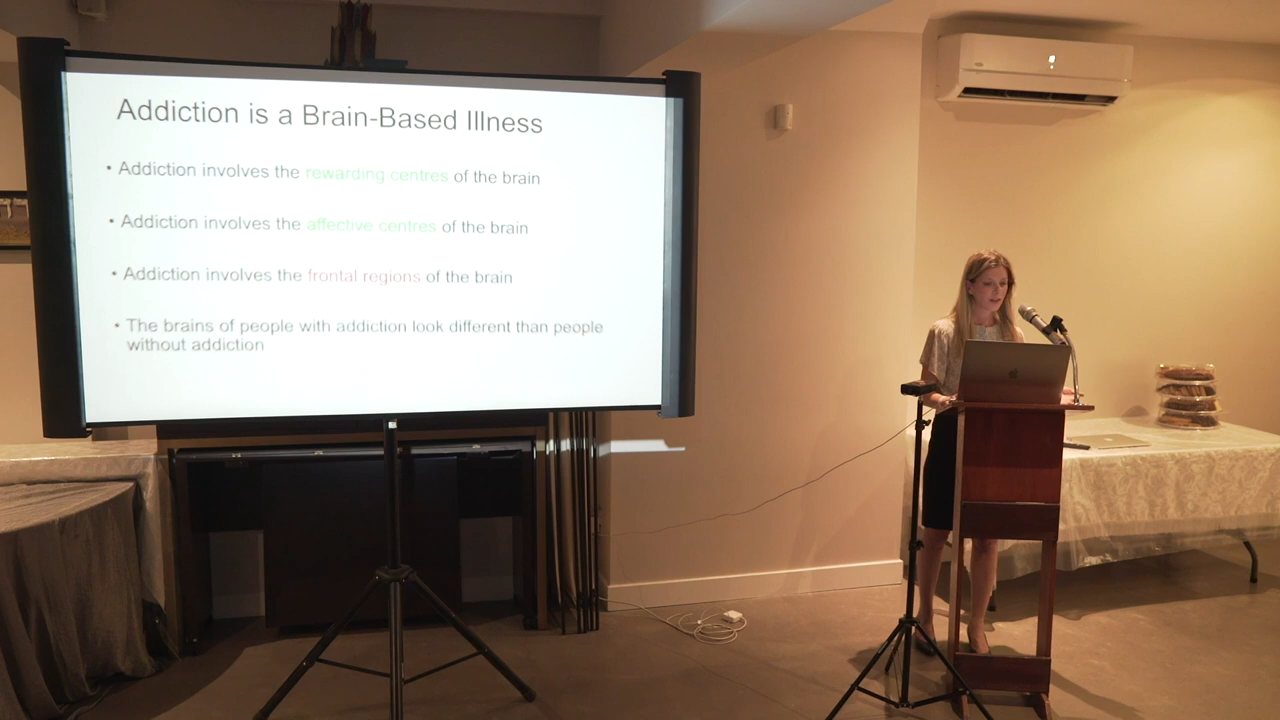 Addiction is a Brain-Based Illness
• Addiction involves the rewarding centres of the brain
• Addiction involves the affective centres of the brain
• Addiction involves the frontal regions of the brain
• The brains of people with addiction look different than people
without addiction